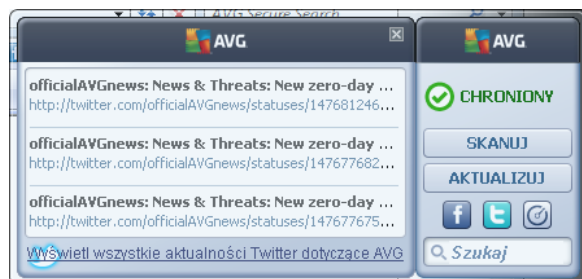 AVG Secure Search
AVG
officialAVGnews: News & Threats: New zero-day ...
http://twitter.com/officialAVGnews/statuses/147681246...
officialAVGnews: News & Threats: New zero-day ...
http://twitter.com/officialAVGnews/statuses/147677682...
officialAVGnews: News & Threats: New zero-day ...
http://twitter.com/officialAVGnews/statuses/147677675...
Wyświetl wszystkie aktualności Twitter dotyczące AVG
AVG
CHRONIONY
SKANUJ
AKTUALIZUJ
Szukaj